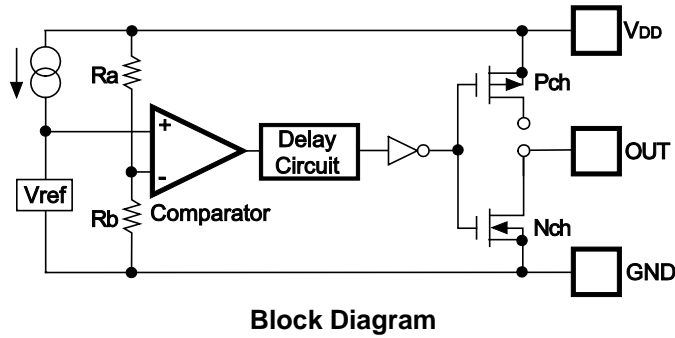 VDD
Ra
Pch
+
Delay
Circuit
OUT
-
Vref
Rb
Comparator
Nch
GND
Block Diagram